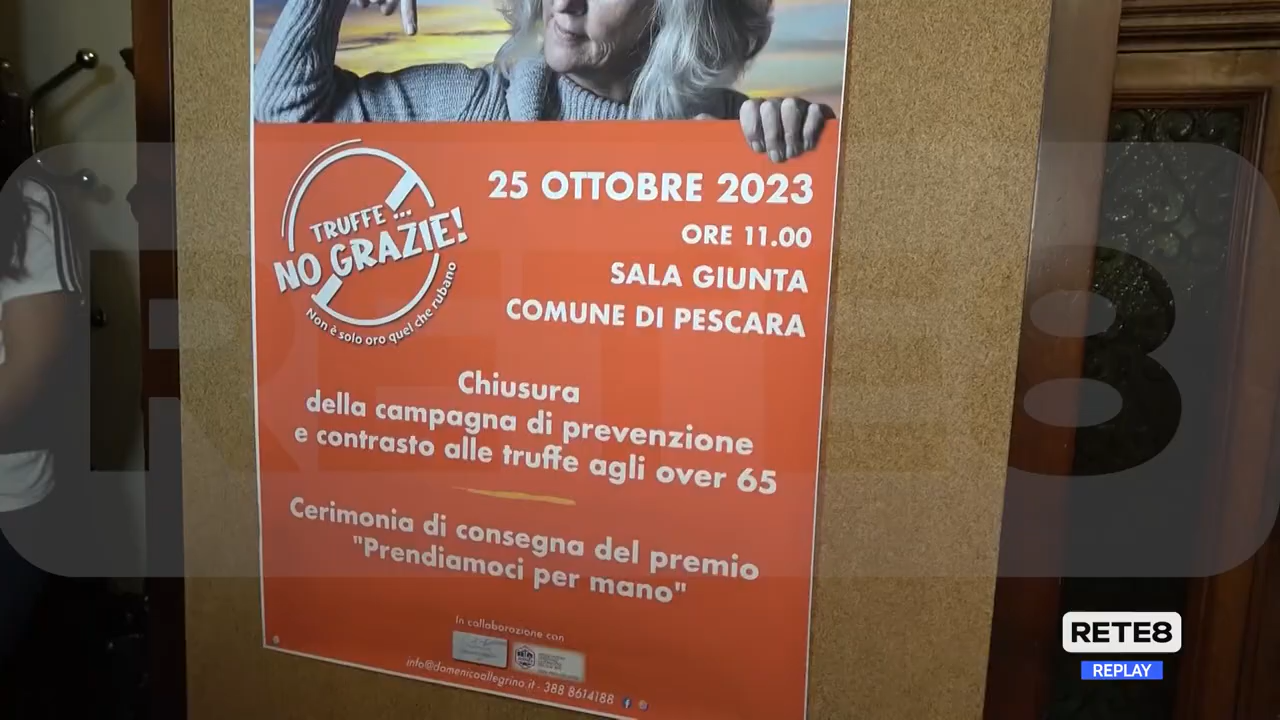 25 OTTOBRE 2023
ORE 11.00
SALA GIUNTA
COMUNE DI PESCARA
TRUFFE...
NO GRAZIE!
Non è solo oro quel che rubano
Chiusura
della campagna di prevenzione
e contrasto alle truffe agli over 65
Cerimonia di consegna del premio
"Prendiamoci per mano"
In collaborazione con
info@domenicoallegrino.it - 388 8614188
RETE8
RETE8
REPLAY